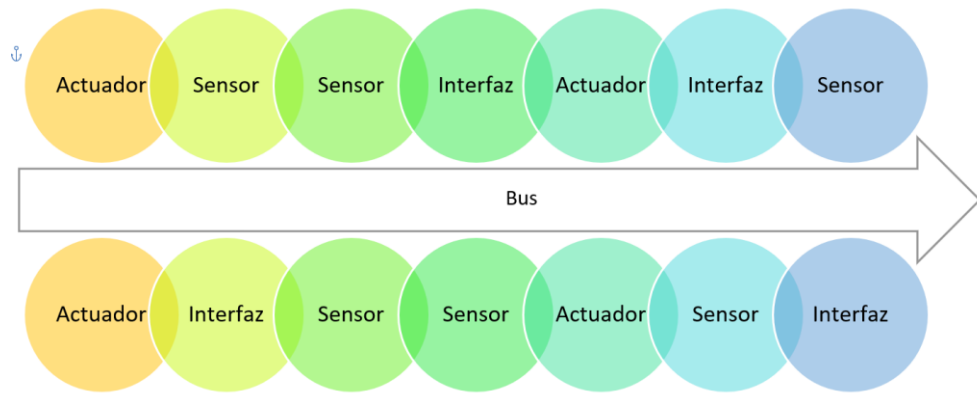 Actuador Sensor Sensor Interfaz Actuador Interfaz Sensor
Bus
Actuador Interfaz Sensor Sensor Actuador Sensor Interfaz